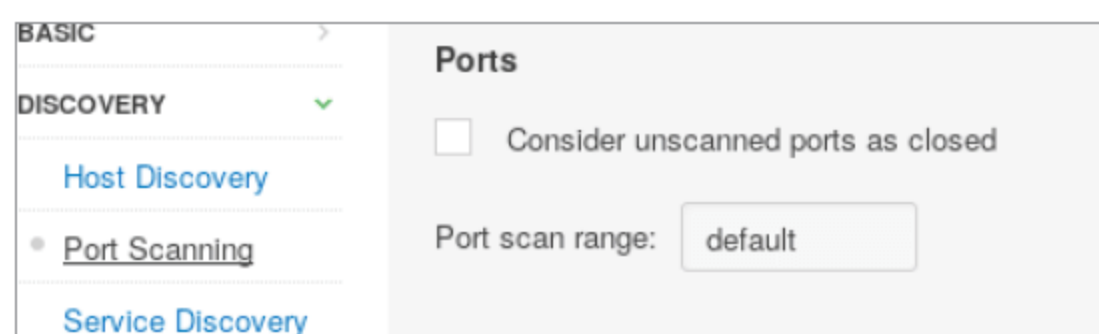 BASIC
DISCOVERY
Host Discovery
Port Scanning
Service Discovery
Ports
Consider unscanned ports as closed
Port scan range: default